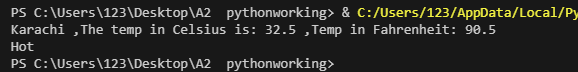 PS C:\Users\123\Desktop\A2  pythonworking> & C:/Users/123/AppData/Local/Py
Karachi ,The temp in Celsius is: 32.5 ,Temp in Fahrenheit: 90.5
Hot
PS C:\Users\123\Desktop\A2  pythonworking>